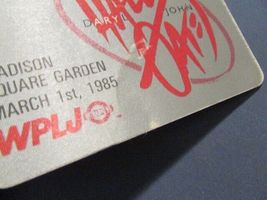 DARYL JOHN
ADISON
QUARE GARDEN
MARCH 1st, 1985
WPLJ